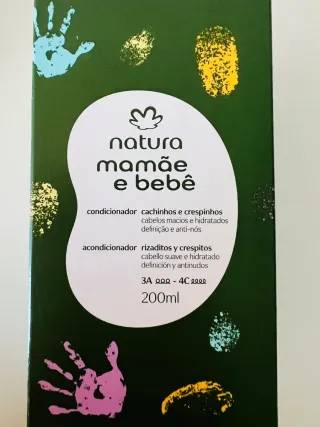 natura
mamãe
e bebê
condicionador cachinhos e crespinhos
cabelos macios e hidratados
definição e anti-nós
acondicionador rizaditos y crespitos
cabello suave e hidratado
definición y antinudos
3A - 4C
200ml